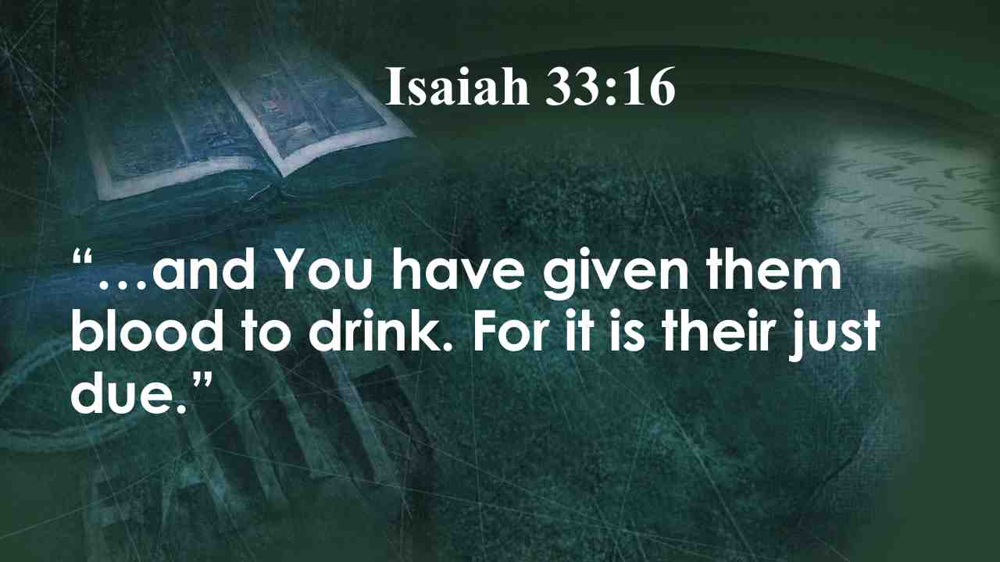 Isaiah 33:16
“…and You have given them
blood to drink. For it is their just
due.”